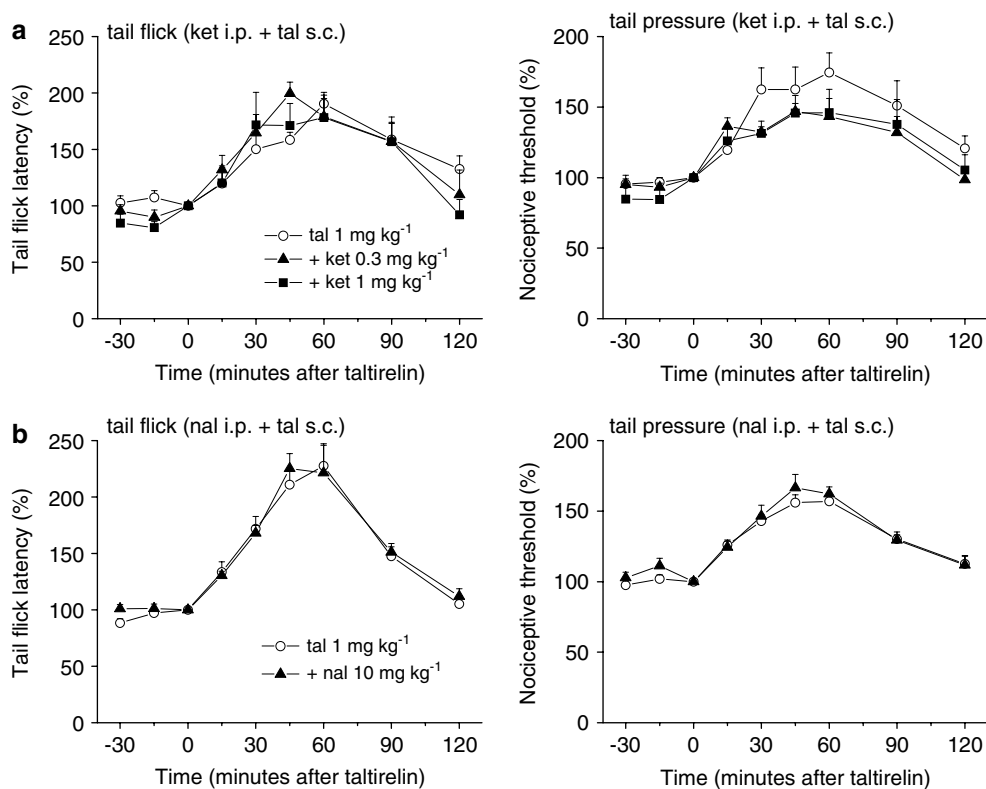 a
tail flick (ket i.p. + tal s.c.)
Tail flick latency (%)
250
200
150
100
50
0
-30 0 30 60 90 120
Time (minutes after taltirelin)
tal 1 mg kg⁻¹
+ ket 0.3 mg kg⁻¹
+ ket 1 mg kg⁻¹
tail pressure (ket i.p. + tal s.c.)
Nociceptive threshold (%)
200
150
100
50
0
-30 0 30 60 90 120
Time (minutes after taltirelin)
b
tail flick (nal i.p. + tal s.c.)
Tail flick latency (%)
250
200
150
100
50
0
-30 0 30 60 90 120
Time (minutes after taltirelin)
tal 1 mg kg⁻¹
+ nal 10 mg kg⁻¹
tail pressure (nal i.p. + tal s.c.)
Nociceptive threshold (%)
200
150
100
50
0
-30 0 30 60 90 120
Time (minutes after taltirelin)